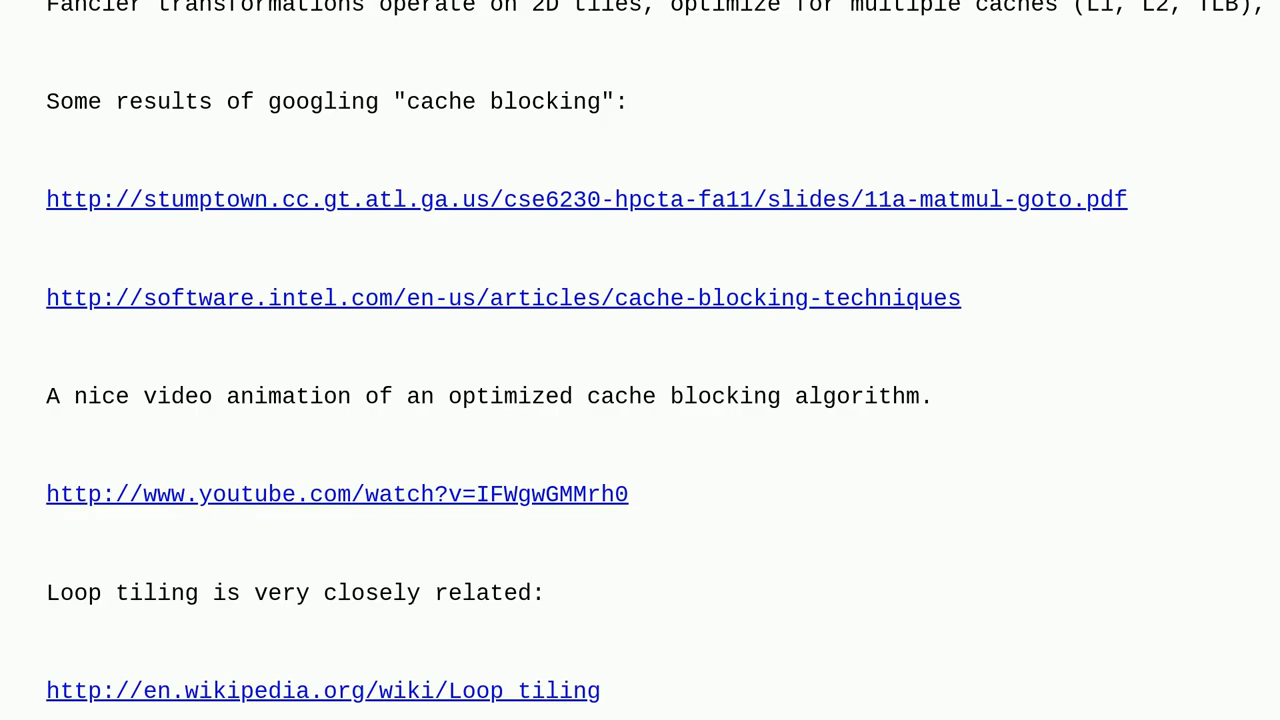 Fancier transformations operate on 2D tiles, optimize for multiple caches (L1, L2, TLB),
Some results of googling "cache blocking":
http://stumptown.cc.gt.atl.ga.us/cse6230-hpcta-fa11/slides/11a-matmul-goto.pdf
http://software.intel.com/en-us/articles/cache-blocking-techniques
A nice video animation of an optimized cache blocking algorithm.
http://www.youtube.com/watch?v=IFWgwGMMrh0
Loop tiling is very closely related:
http://en.wikipedia.org/wiki/Loop_tiling